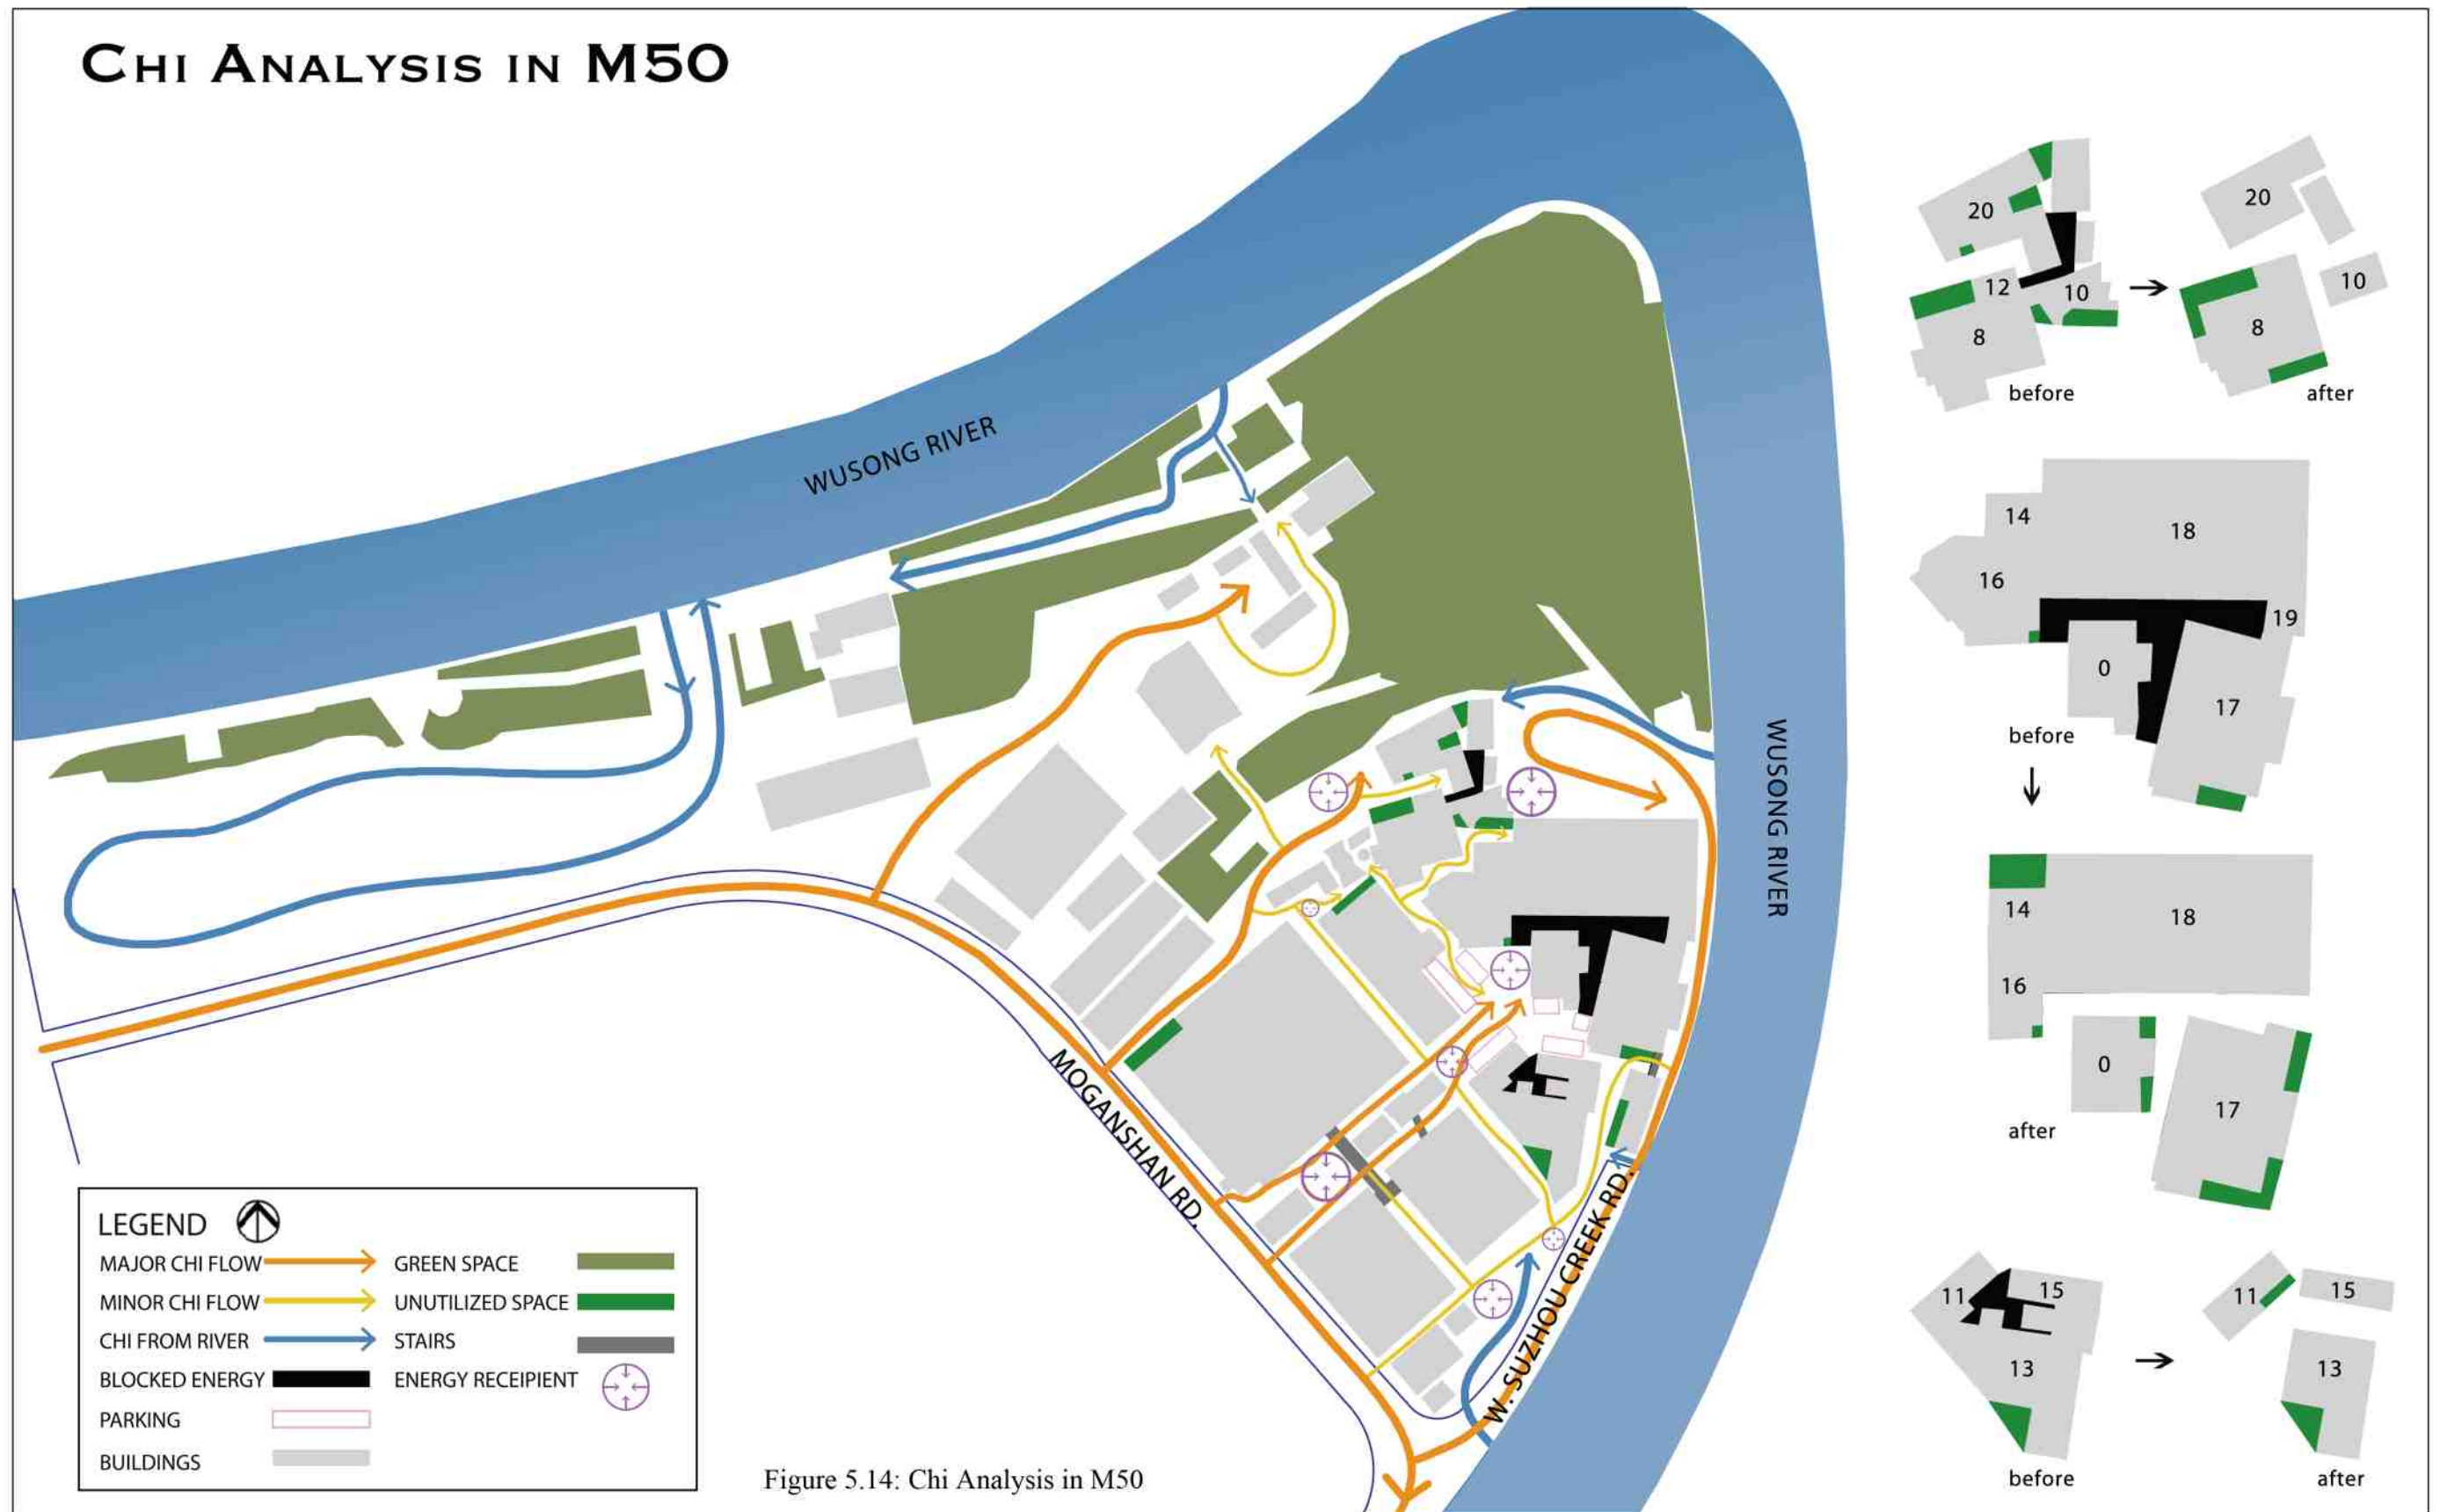 CHI ANALYSIS IN M50
WUSONG RIVER
WUSONG RIVER
MOGANSHAN RD.
W. SUZHOU CREEK RD.
20
12
10
8
before
20
10
8
after
14
18
16
19
0
17
before
14
18
16
0
17
after
11
15
13
before
11
15
13
after
LEGEND
MAJOR CHI FLOW
GREEN SPACE
MINOR CHI FLOW
UNUTILIZED SPACE
CHI FROM RIVER
STAIRS
BLOCKED ENERGY
ENERGY RECEIPIENT
PARKING
BUILDINGS
Figure 5.14: Chi Analysis in M50